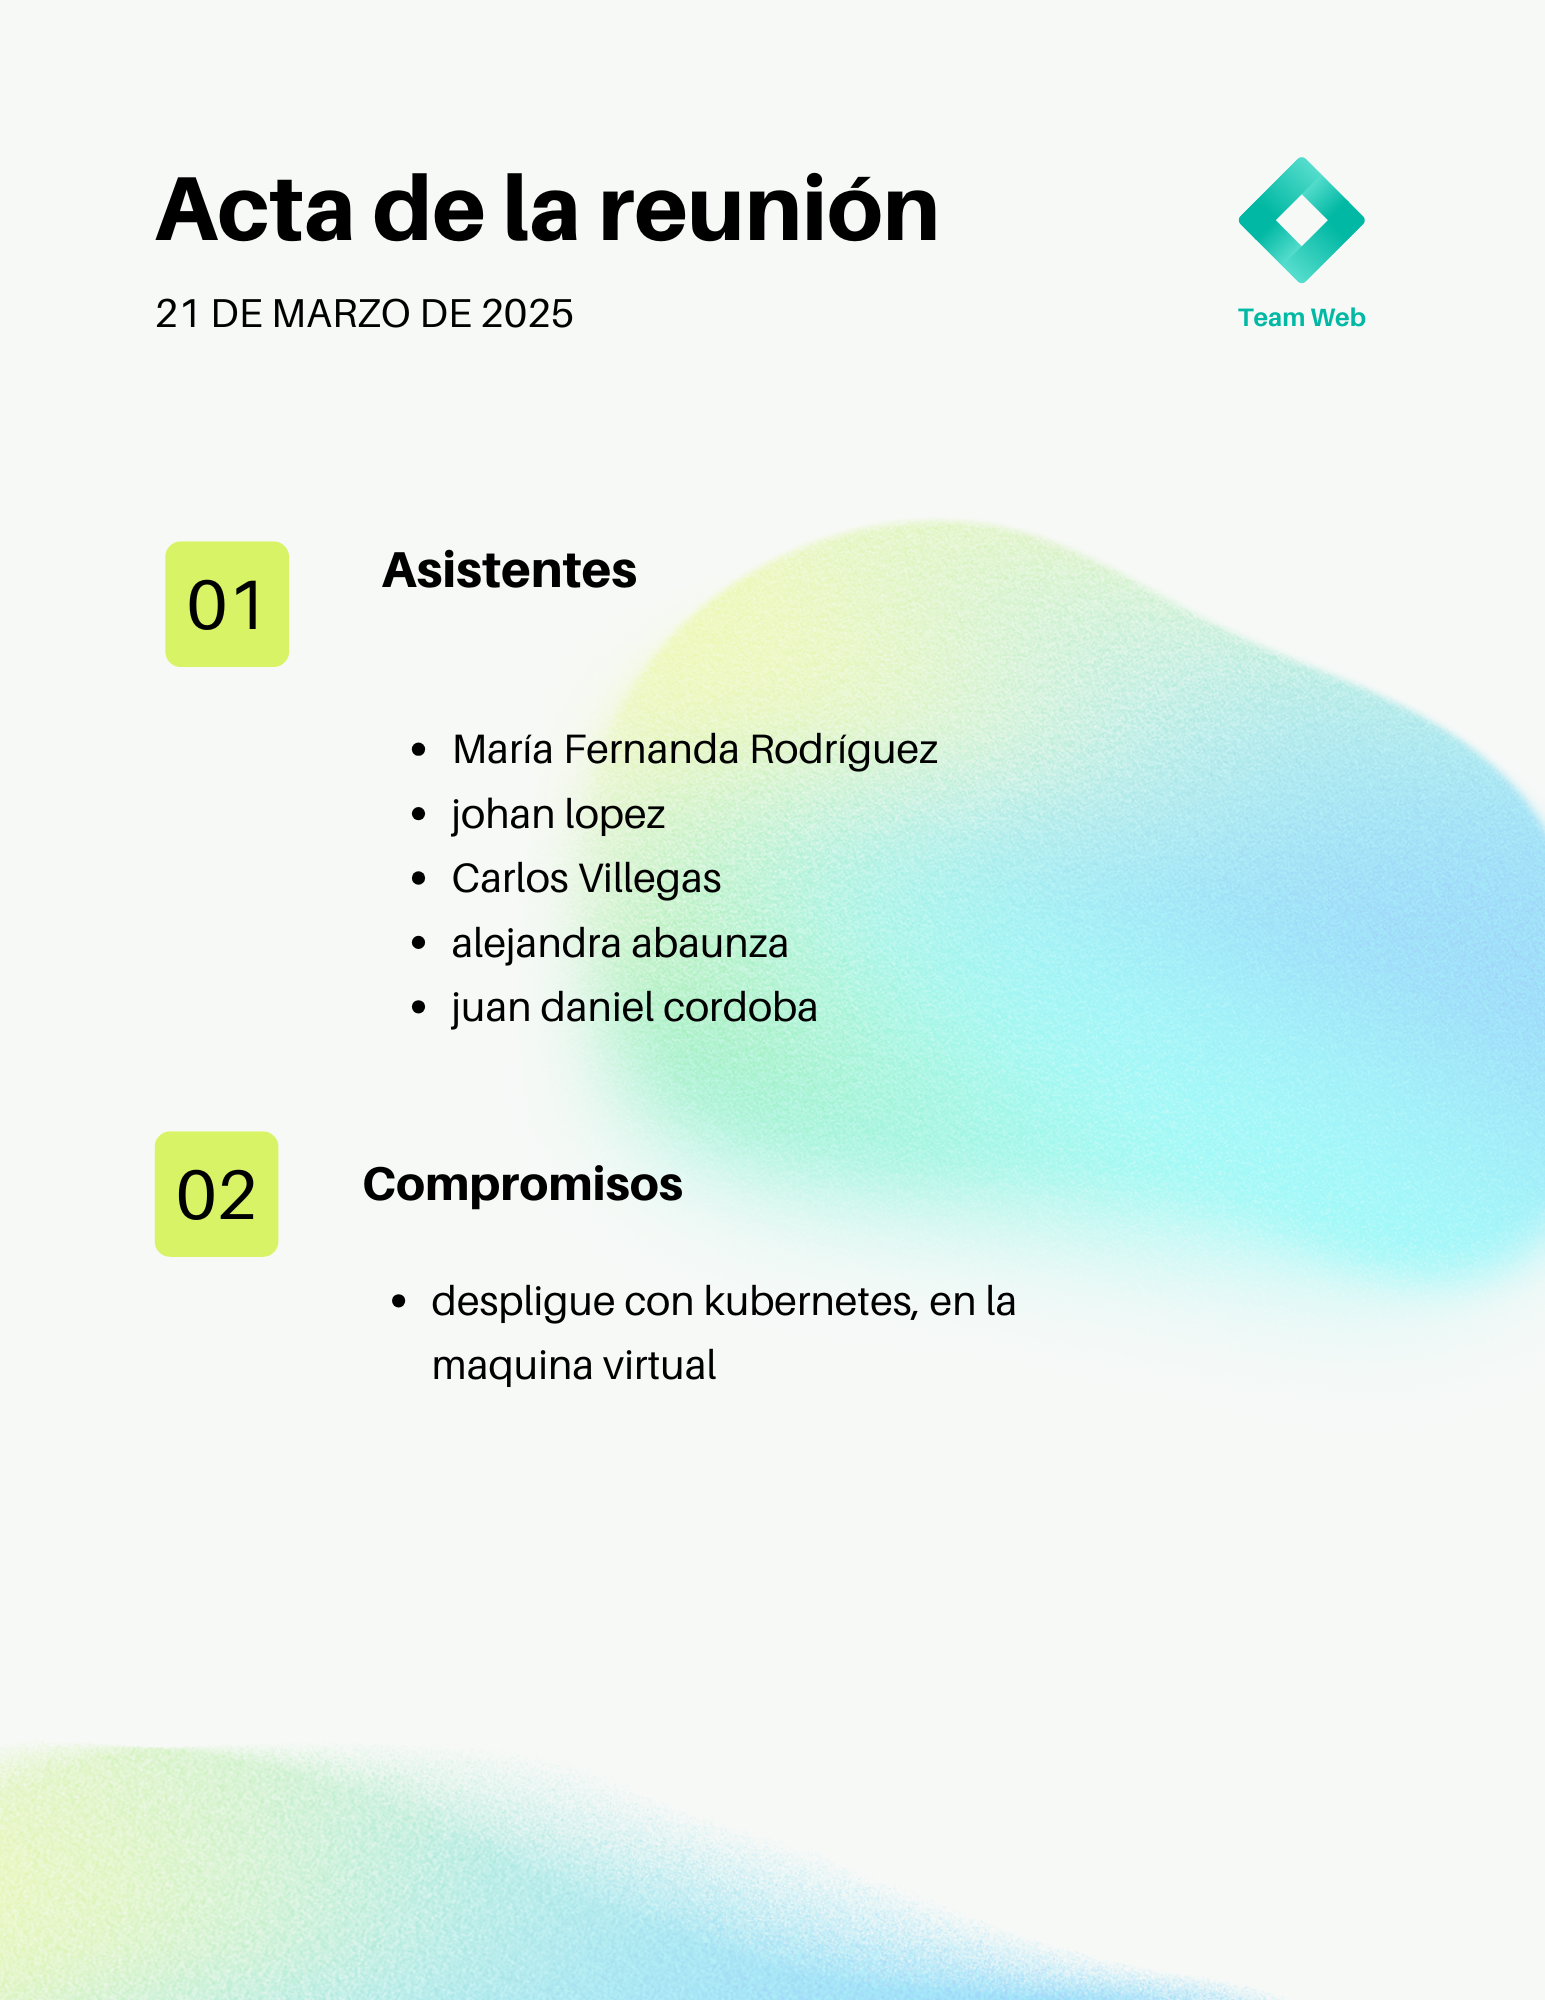 Acta de la reunión
21 DE MARZO DE 2025
Team Web
01
Asistentes
• María Fernanda Rodríguez
• johan lopez
• Carlos Villegas
• alejandra abaunza
• juan daniel cordoba
02
Compromisos
• despligue con kubernetes, en la
maquina virtual